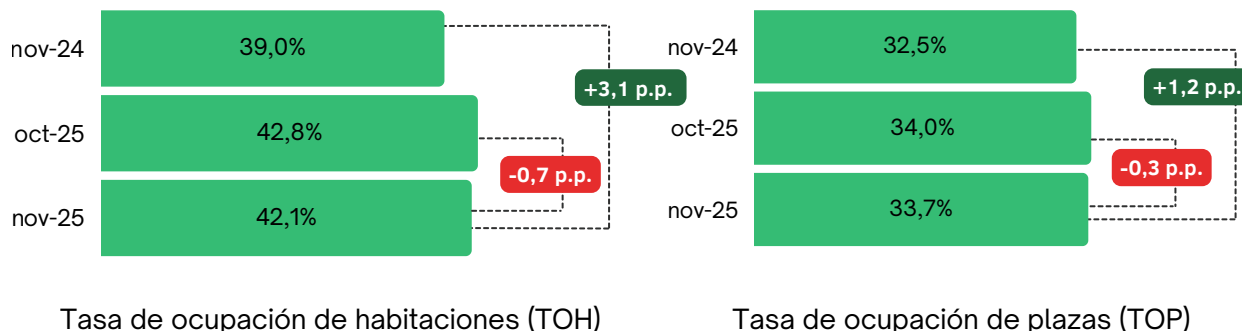 nov-24
39,0%
+3,1 p.p.
oct-25
42,8%
-0,7 p.p.
nov-25
42,1%
Tasa de ocupación de habitaciones (TOH)
nov-24
32,5%
+1,2 p.p.
oct-25
34,0%
-0,3 p.p.
nov-25
33,7%
Tasa de ocupación de plazas (TOP)